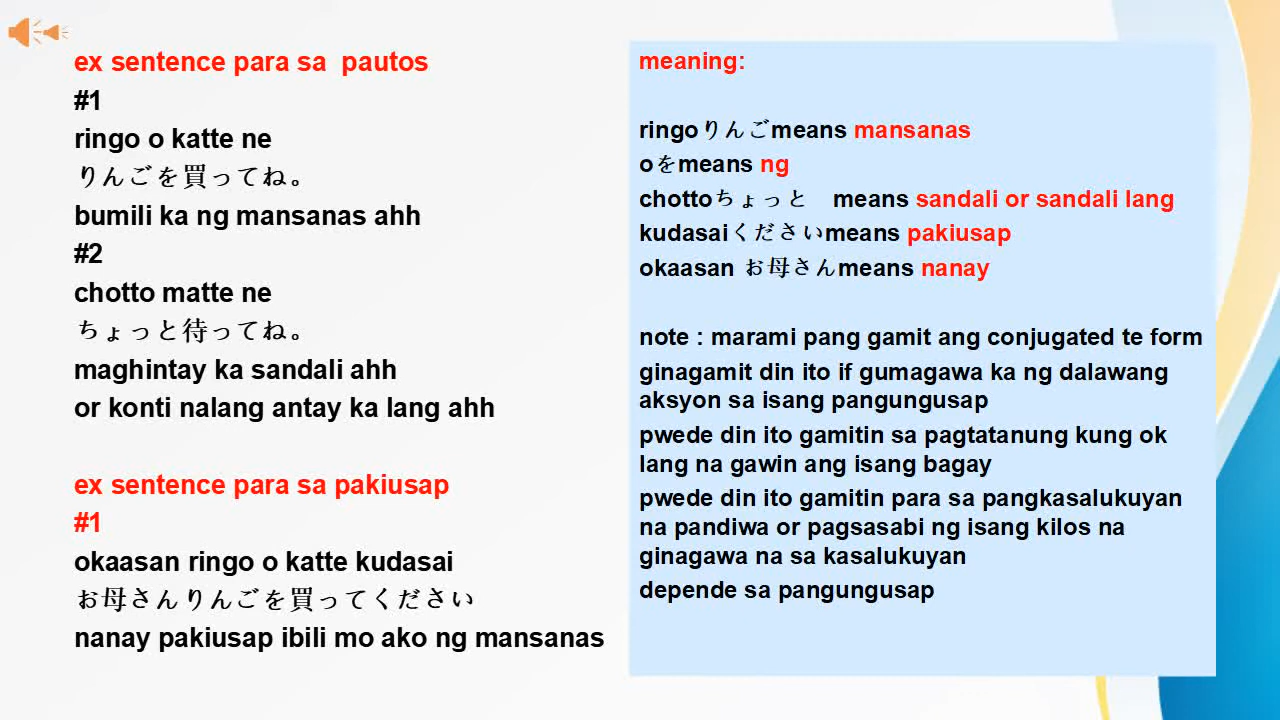 ex sentence para sa  pautos
#1
ringo o katte ne
りんごを買ってね。
bumili ka ng mansanas ahh
#2
chotto matte ne
ちょっと待ってね。
maghintay ka sandali ahh
or konti nalang antay ka lang ahh
ex sentence para sa pakiusap
#1
okaasan ringo o katte kudasai
お母さんりんごを買ってください
nanay pakiusap ibili mo ako ng mansanas
meaning:
ringoりんごmeans mansanas
oをmeans ng
chottoちょっと　means sandali or sandali lang
kudasaiくださいmeans pakiusap
okaasan お母さんmeans nanay
note : marami pang gamit ang conjugated te form
ginagamit din ito if gumagawa ka ng dalawang
aksyon sa isang pangungusap
pwede din ito gamitin sa pagtatanung kung ok
lang na gawin ang isang bagay
pwede din ito gamitin para sa pangkasalukuyan
na pandiwa or pagsasabi ng isang kilos na
ginagawa na sa kasalukuyan
depende sa pangungusap